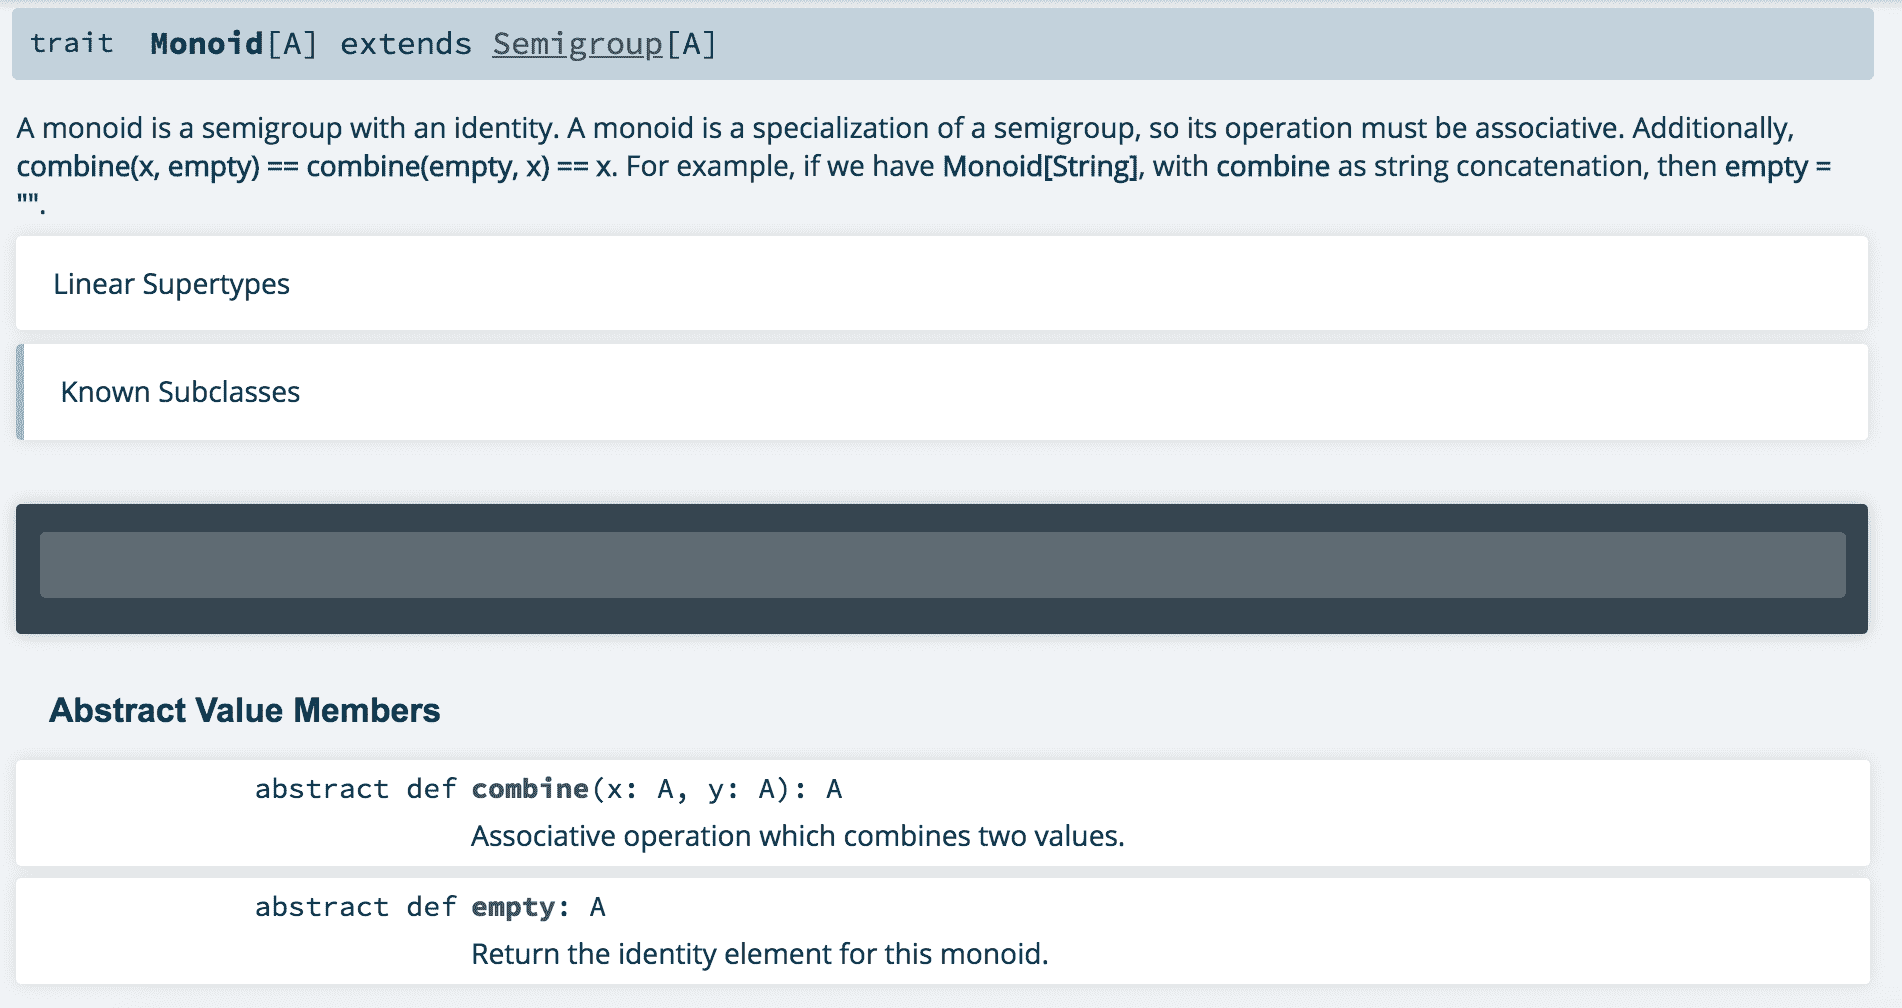 trait Monoid[A] extends Semigroup[A]
A monoid is a semigroup with an identity. A monoid is a specialization of a semigroup, so its operation must be associative. Additionally,
combine(x, empty) == combine(empty, x) == x. For example, if we have Monoid[String], with combine as string concatenation, then empty =
"".
Linear Supertypes
Known Subclasses
Abstract Value Members
abstract def combine(x: A, y: A): A
Associative operation which combines two values.
abstract def empty: A
Return the identity element for this monoid.